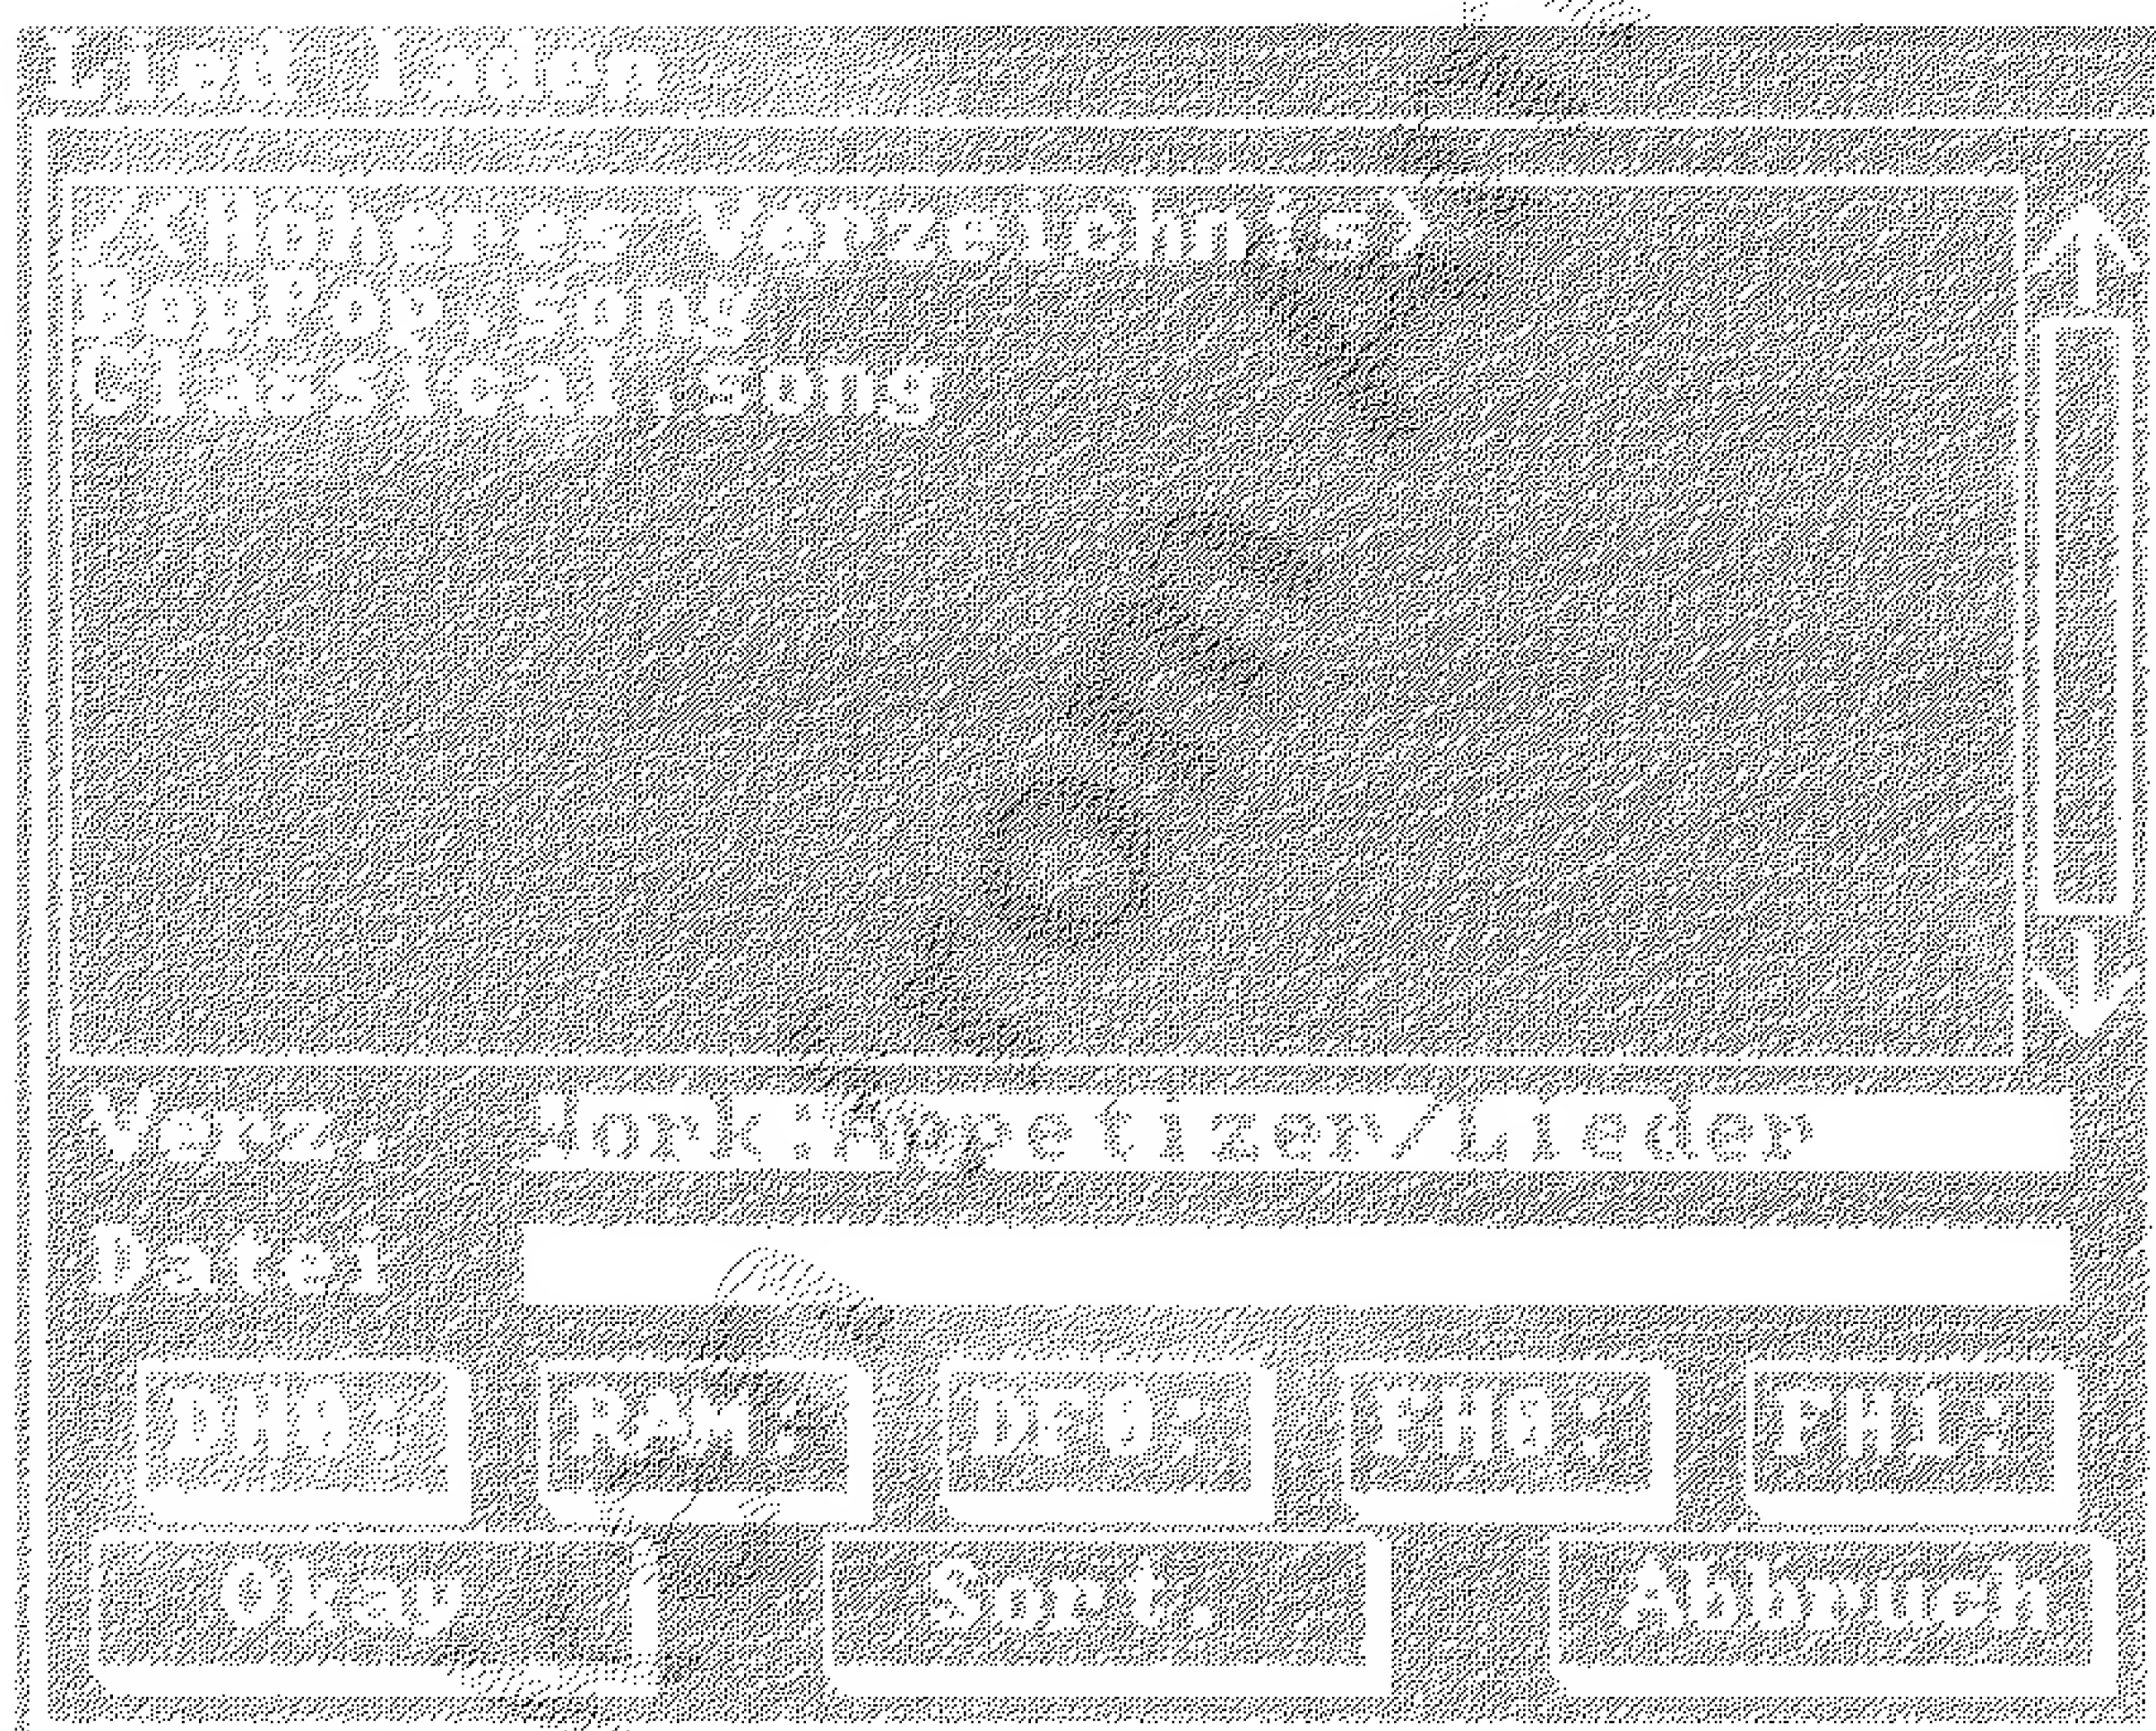 Lied laden
/<Höheres Verzeichnis>
Bepbop.song
Classical.song
Verz. Work:Appetizer/Lieder
Datei
DH0: RAM: DF0: FH0: FH1:
Okay Sort. Abbruch